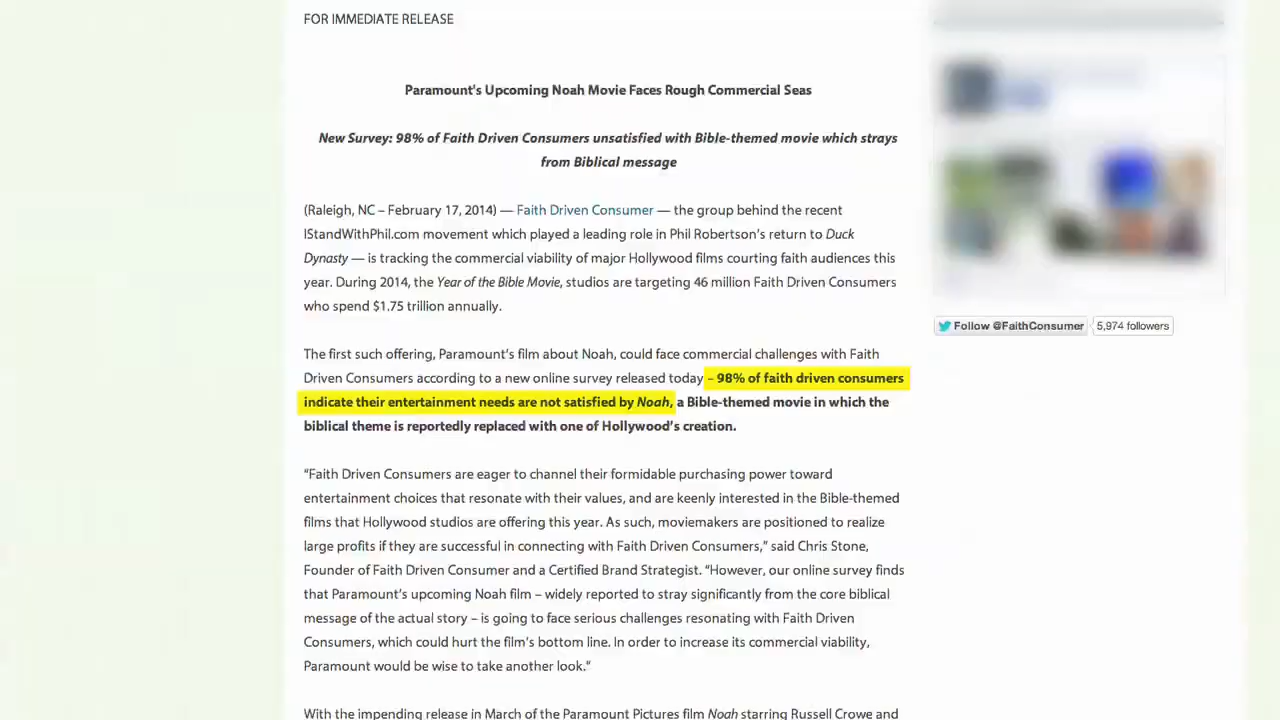 FOR IMMEDIATE RELEASE
Paramount's Upcoming Noah Movie Faces Rough Commercial Seas
New Survey: 98% of Faith Driven Consumers unsatisfied with Bible-themed movie which strays
from Biblical message
(Raleigh, NC – February 17, 2014) — Faith Driven Consumer — the group behind the recent
IStandWithPhil.com movement which played a leading role in Phil Robertson's return to Duck
Dynasty — is tracking the commercial viability of major Hollywood films courting faith audiences this
year. During 2014, the Year of the Bible Movie, studios are targeting 46 million Faith Driven Consumers
who spend $1.75 trillion annually.
Follow @FaithConsumer 5,974 followers
The first such offering, Paramount's film about Noah, could face commercial challenges with Faith
Driven Consumers according to a new online survey released today – 98% of faith driven consumers
indicate their entertainment needs are not satisfied by Noah, a Bible-themed movie in which the
biblical theme is reportedly replaced with one of Hollywood's creation.
“Faith Driven Consumers are eager to channel their formidable purchasing power toward
entertainment choices that resonate with their values, and are keenly interested in the Bible-themed
films that Hollywood studios are offering this year. As such, moviemakers are positioned to realize
large profits if they are successful in connecting with Faith Driven Consumers,” said Chris Stone,
Founder of Faith Driven Consumer and a Certified Brand Strategist. “However, our online survey finds
that Paramount's upcoming Noah film – widely reported to stray significantly from the core biblical
message of the actual story – is going to face serious challenges resonating with Faith Driven
Consumers, which could hurt the film's bottom line. In order to increase its commercial viability,
Paramount would be wise to take another look.”
With the impending release in March of the Paramount Pictures film Noah starring Russell Crowe and